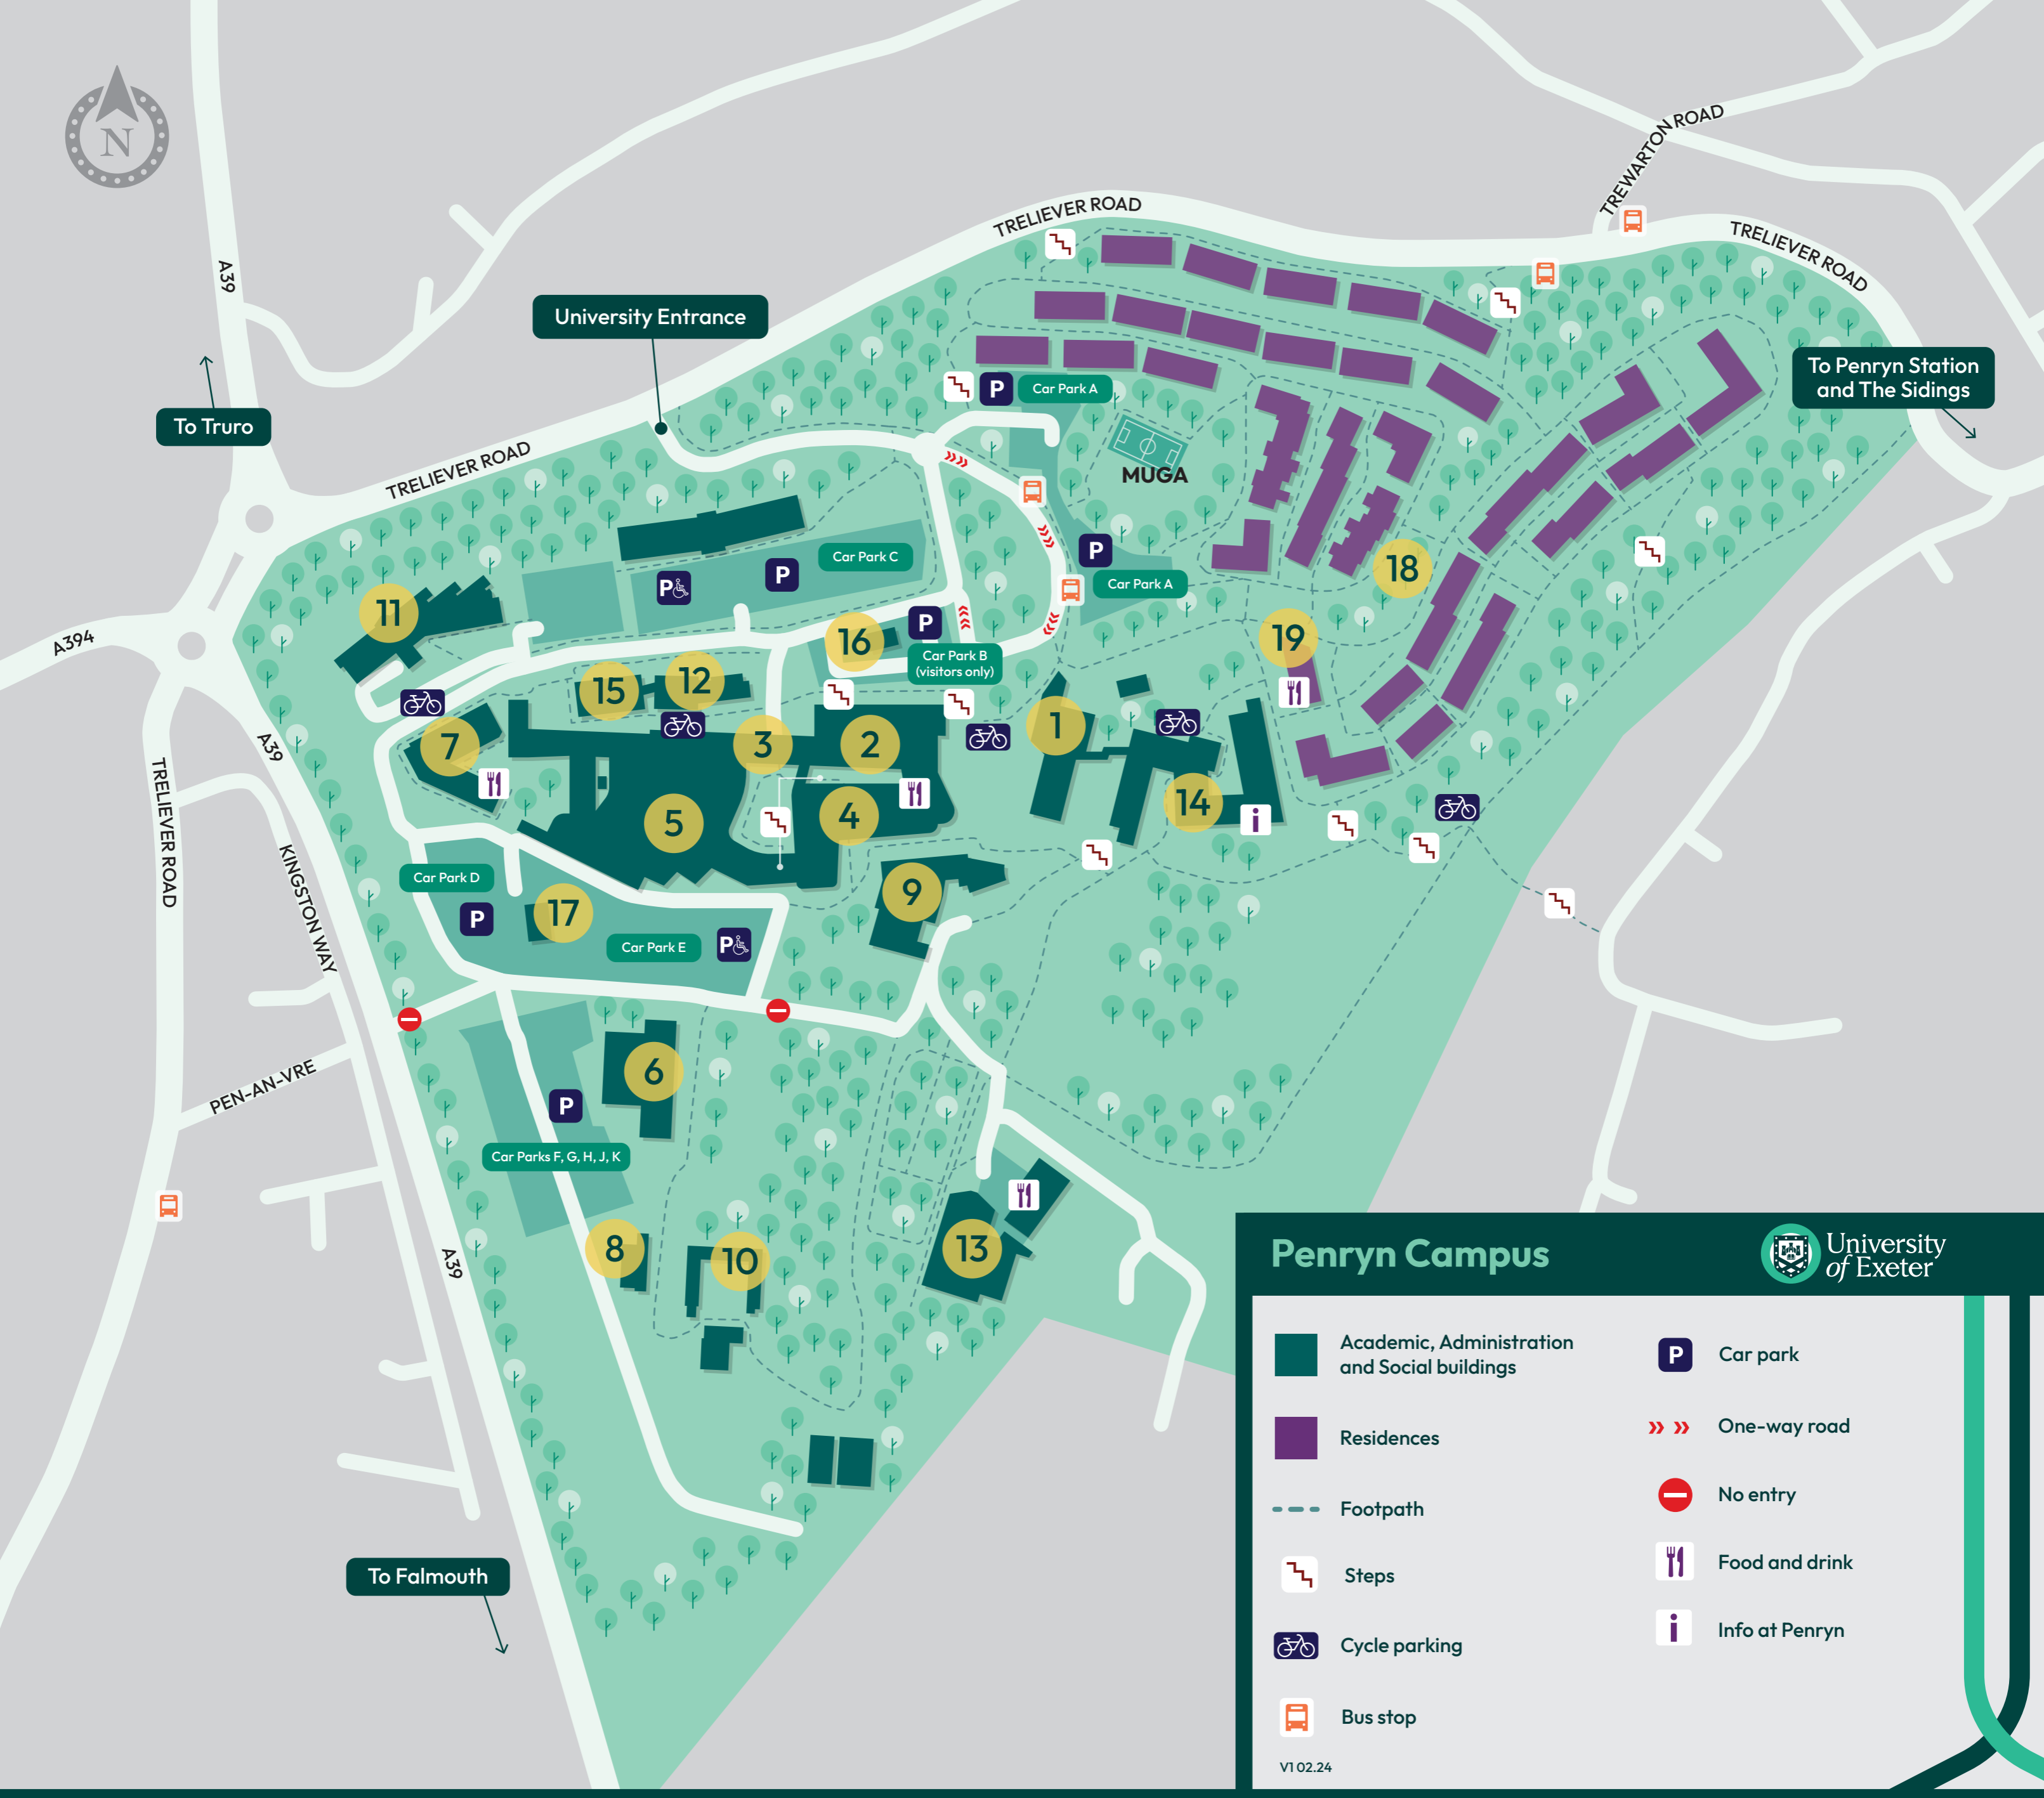 N
TREWARTON ROAD
TRELIEVER ROAD
TRELIEVER ROAD
A39
University Entrance
To Truro
To Penryn Station
and The Sidings
P
Car Park A
MUGA
TRELIEVER ROAD
P
Car Park C
P
P
Car Park A
18
11
P
16
P
19
A394
Car Park B
(visitors only)
15
12
1
7
3
2
A39
14
i
5
4
TRELIEVER ROAD
KINGSTON WAY
Car Park D
9
P
17
Car Park E
P
6
PEN-AN-VRE
P
Car Parks F, G, H, J, K
8
10
13
A39
To Falmouth
Penryn Campus
University
of Exeter
Academic, Administration
and Social buildings
P
Car park
Residences
One-way road
Footpath
No entry
Steps
Food and drink
Cycle parking
i
Info at Penryn
Bus stop
V1 02.24